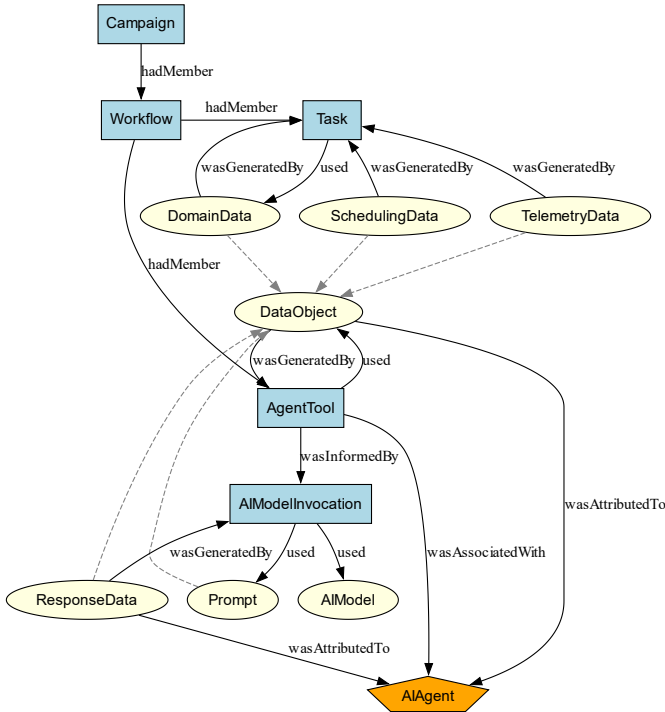 Campaign
hadMember
Workflow
hadMember
Task
wasGeneratedBy
used
wasGeneratedBy
wasGeneratedBy
DomainData
SchedulingData
TelemetryData
hadMember
DataObject
wasGeneratedBy
used
AgentTool
wasInformedBy
AIModelInvocation
wasAttributedTo
wasGeneratedBy
used
used
wasAssociatedWith
ResponseData
Prompt
AIModel
wasAttributedTo
AIAgent